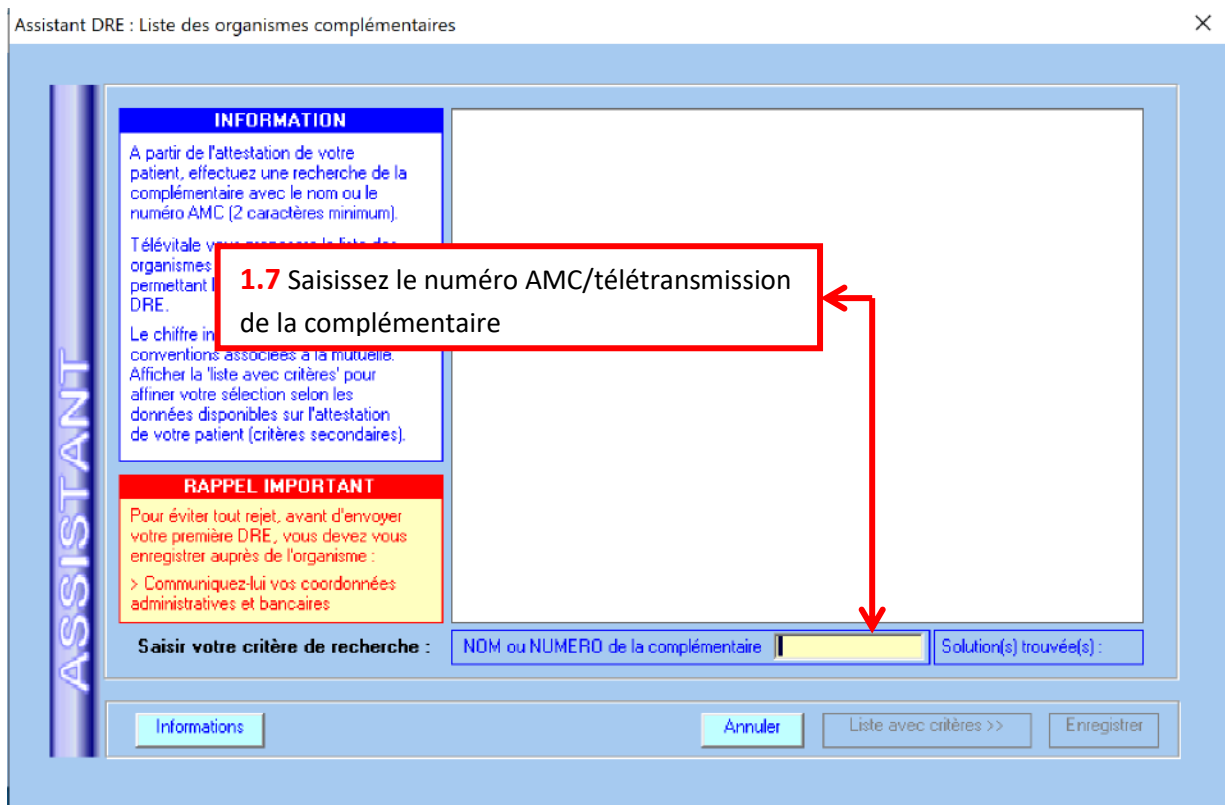 Assistant DRE : Liste des organismes complémentaires
INFORMATION
A partir de l'attestation de votre
patient, effectuez une recherche de la
complémentaire avec le nom ou le
numéro AMC (2 caractères minimum).
Télévitale
organismes
permettant
DRE.
Le chiffre
conventions associées à la mutuelle.
Afficher la 'liste avec critères' pour
affiner votre sélection selon les
données disponibles sur l'attestation
de votre patient (critères secondaires).
1.7 Saisissez le numéro AMC/télétransmission
de la complémentaire
RAPPEL IMPORTANT
Pour éviter tout rejet, avant d'envoyer
votre première DRE, vous devez vous
enregistrer auprès de l'organisme :
> Communiquez-lui vos coordonnées
administratives et bancaires
ASSISTANT
Saisir votre critère de recherche :
NOM ou NUMERO de la complémentaire
Solution(s) trouvée(s) :
Informations
Annuler
Liste avec critères >>
Enregistrer